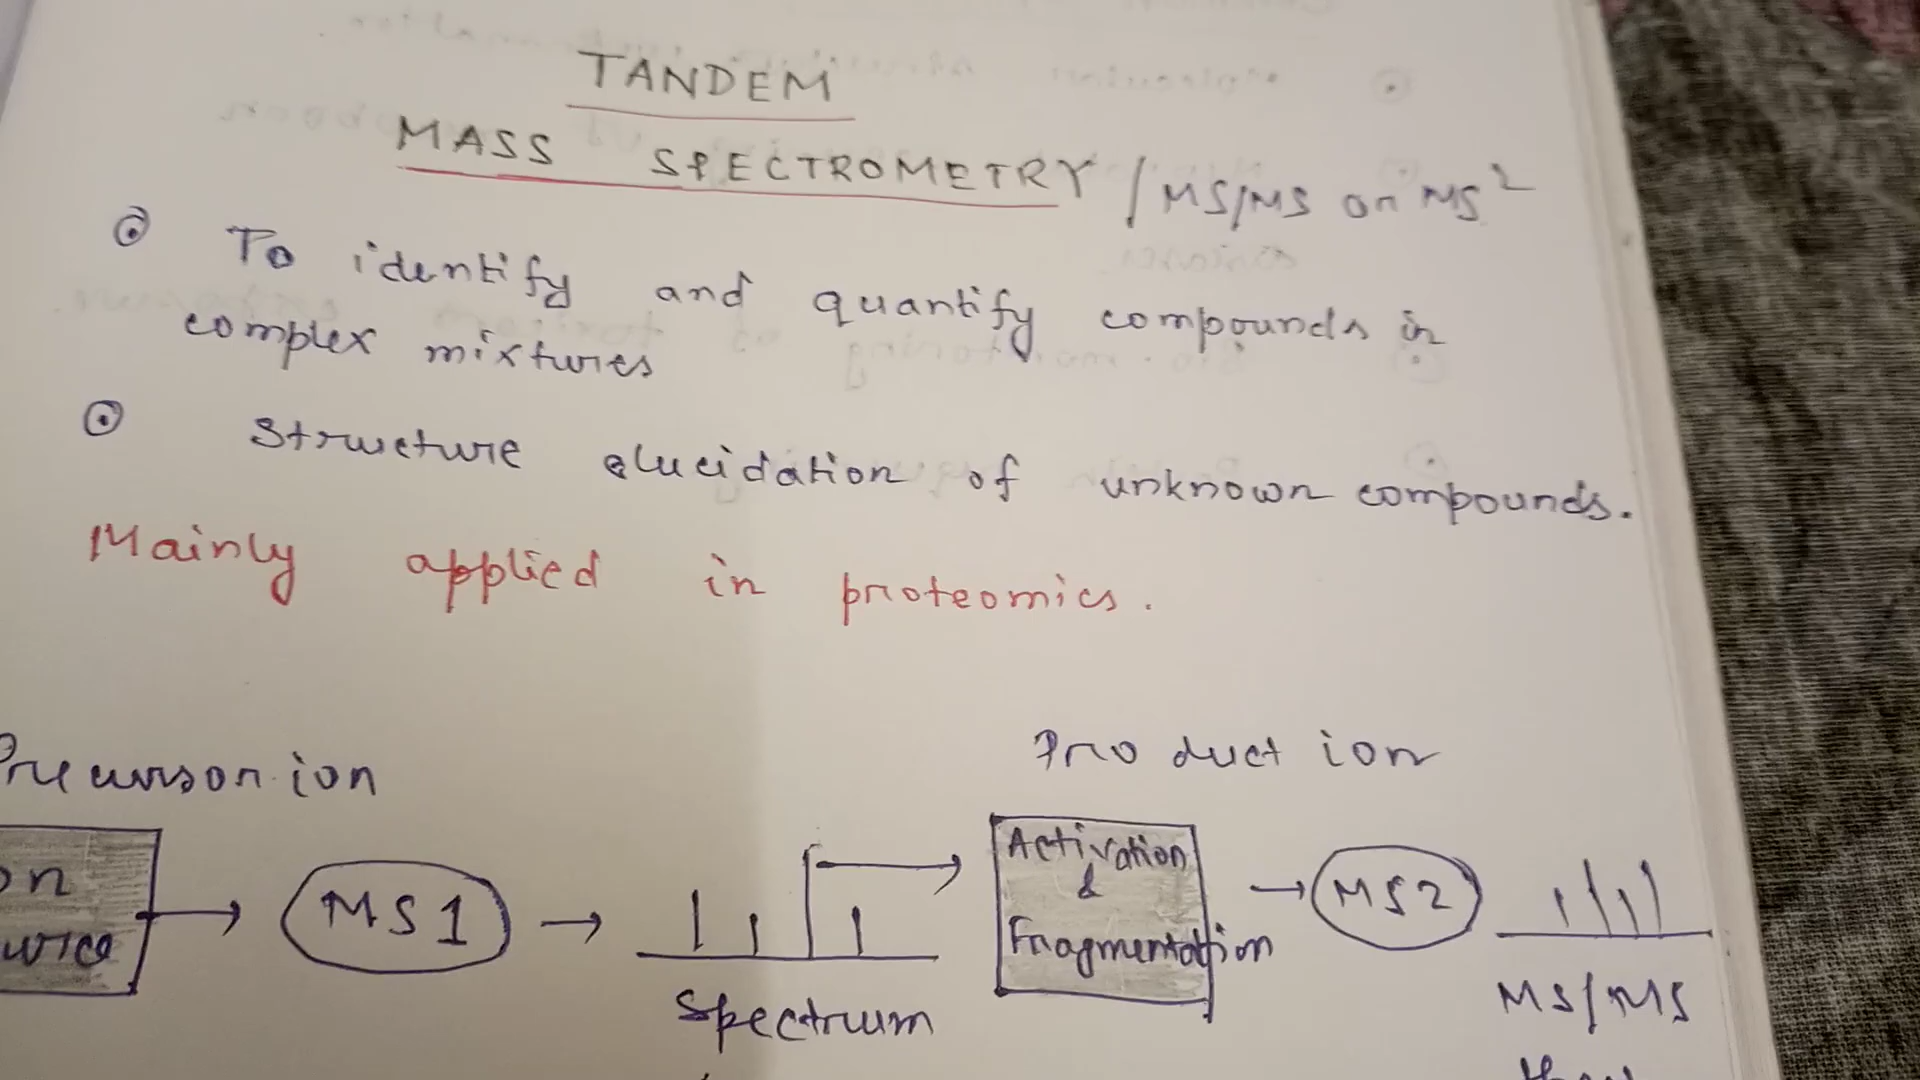 TANDEM
MASS SPECTROMETRY / MS/MS or MS²
To identify and quantify compounds in
complex mixtures
Structure elucidation of unknown compounds.
Mainly applied in proteomics.
Precursor ion
Product ion
MS1
Activation
&
Fragmentation
MS2
Spectrum
MS/MS